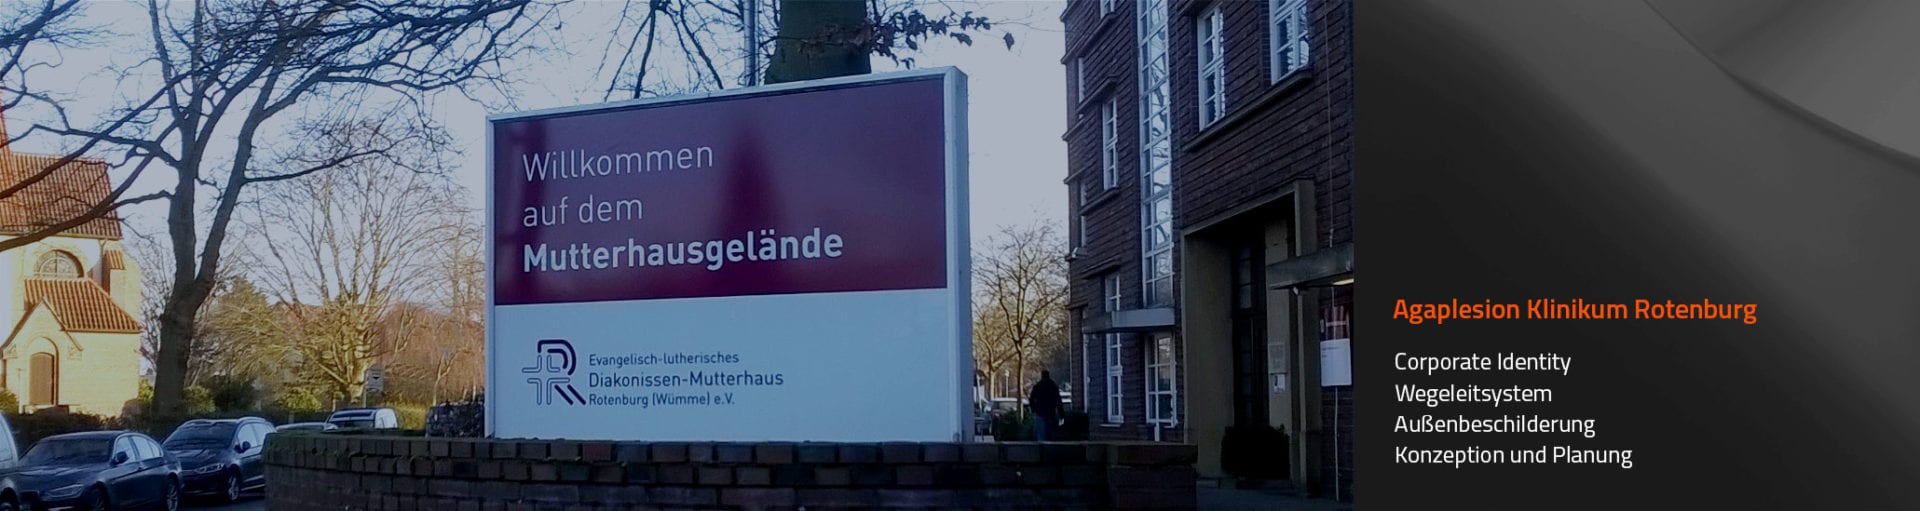 Willkommen
auf dem
Mutterhausgelände
Evangelisch-lutherisches
Diakonissen-Mutterhaus
Rotenburg (Wümme) e.V.
Agaplesion Klinikum Rotenburg
Corporate Identity
Wegeleitsystem
Außenbeschilderung
Konzeption und Planung